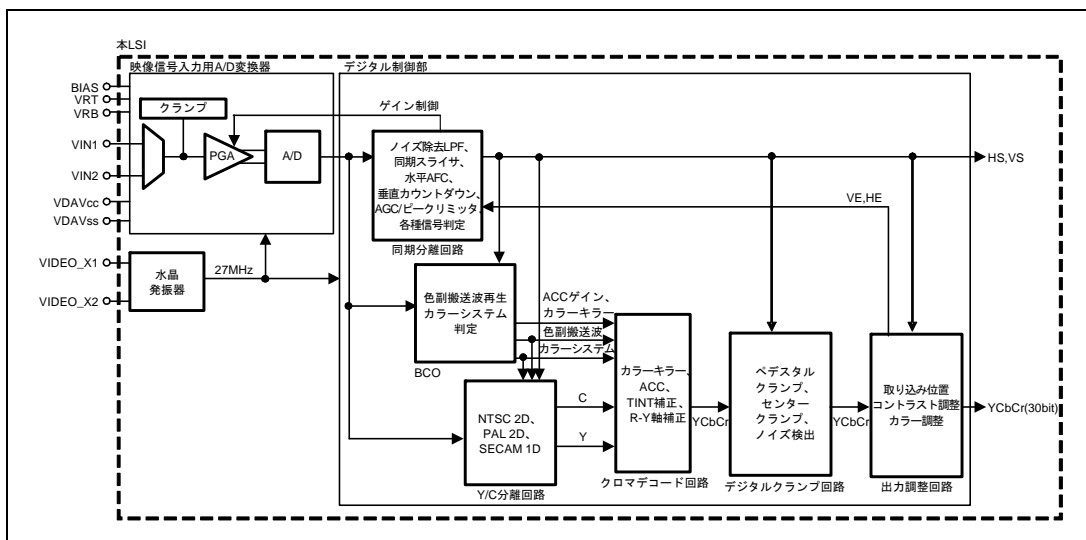 本LSI
映像信号入力用A/D変換器
デジタル制御部
BIAS
VRT
VRB
VIN1
VIN2
VDAVcc
VDAVss
VIDEO_X1
VIDEO_X2
クランプ
PGA
A/D
ゲイン制御
ノイズ除去LPF、
同期スライサ、
水平AFC、
垂直カウントダウン、
AGC/ピークリミッタ、
各種信号判定
同期分離回路
HS,VS
VE,HE
水晶
発振器
27MHz
色副搬送波再生
カラーシステム
判定
BCO
ACCゲイン、
カラーキラー
色副搬送波
カラーシステム
NTSC 2D、
PAL 2D、
SECAM 1D
Y/C分離回路
C
Y
カラーキラー、
ACC、
TINT補正、
R-Y軸補正
クロマデコード回路
YCbCr
ペデスタル
クランプ、
センター
クランプ、
ノイズ検出
デジタルクランプ回路
YCbCr
取り込み位置
コントラスト調整
カラー調整
出力調整回路
YCbCr(30bit)